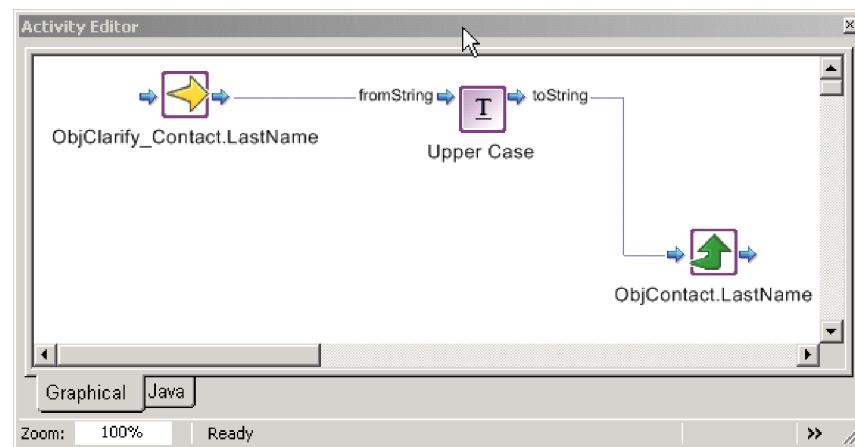 Activity Editor
fromString
toString
T
ObjClarify_Contact.LastName
Upper Case
ObjContact.LastName
Graphical
Java
Zoom:
100%
Ready